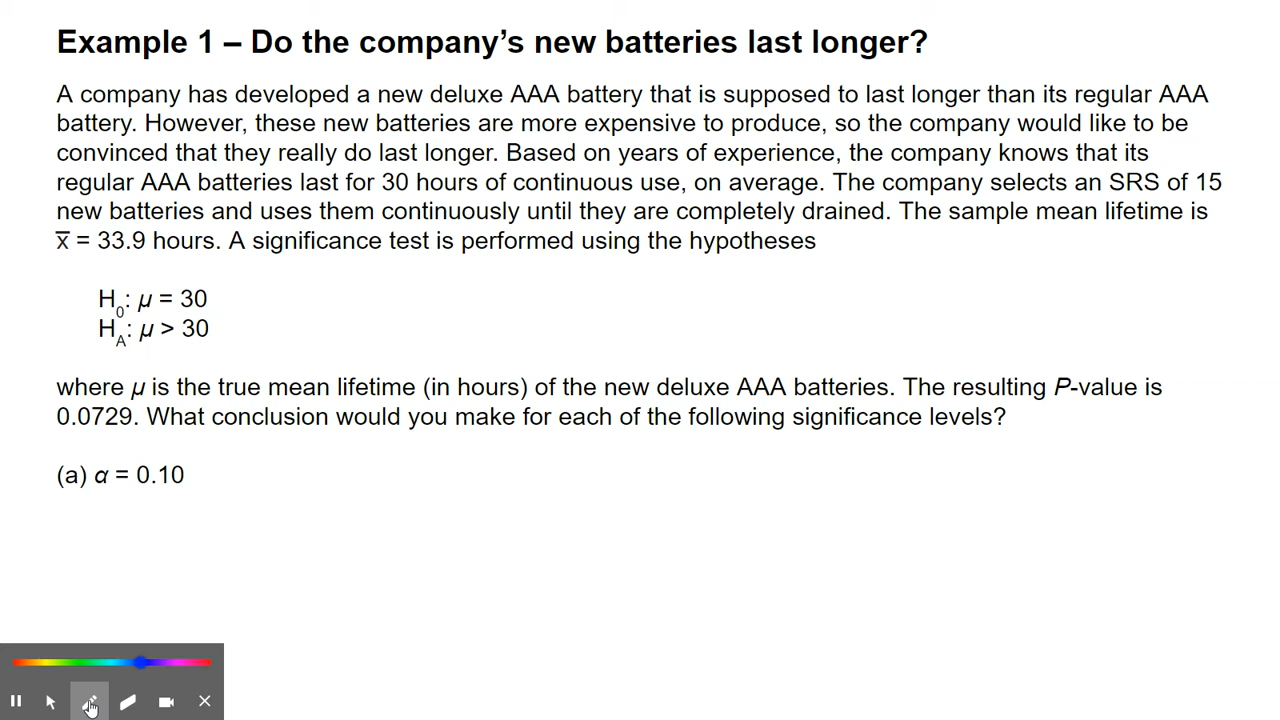 Example 1 – Do the company's new batteries last longer?
A company has developed a new deluxe AAA battery that is supposed to last longer than its regular AAA
battery. However, these new batteries are more expensive to produce, so the company would like to be
convinced that they really do last longer. Based on years of experience, the company knows that its
regular AAA batteries last for 30 hours of continuous use, on average. The company selects an SRS of 15
new batteries and uses them continuously until they are completely drained. The sample mean lifetime is
x̅ = 33.9 hours. A significance test is performed using the hypotheses
H₀: μ = 30
H_A: μ > 30
where μ is the true mean lifetime (in hours) of the new deluxe AAA batteries. The resulting P-value is
0.0729. What conclusion would you make for each of the following significance levels?
(a) α = 0.10